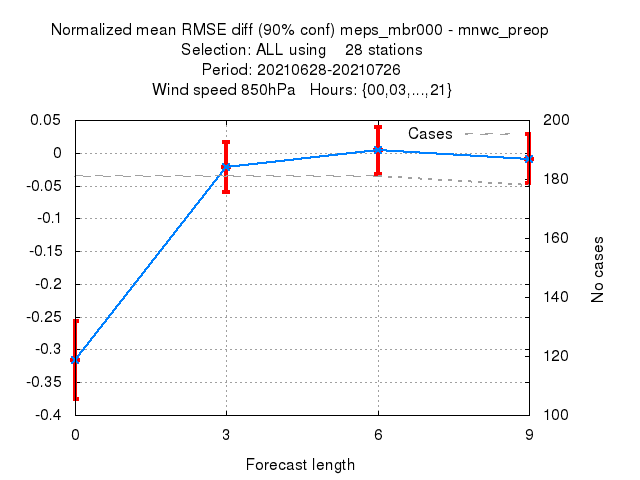 Normalized mean RMSE diff (90% conf) meps_mbr000 - mnwc_preop
Selection: ALL using 28 stations
Period: 20210628-20210726
Wind speed 850hPa Hours: {00,03,...,21}
0.05
0
-0.05
-0.1
-0.15
-0.2
-0.25
-0.3
-0.35
-0.4
Cases
200
180
160
140
120
100
No cases
0
3
6
9
Forecast length